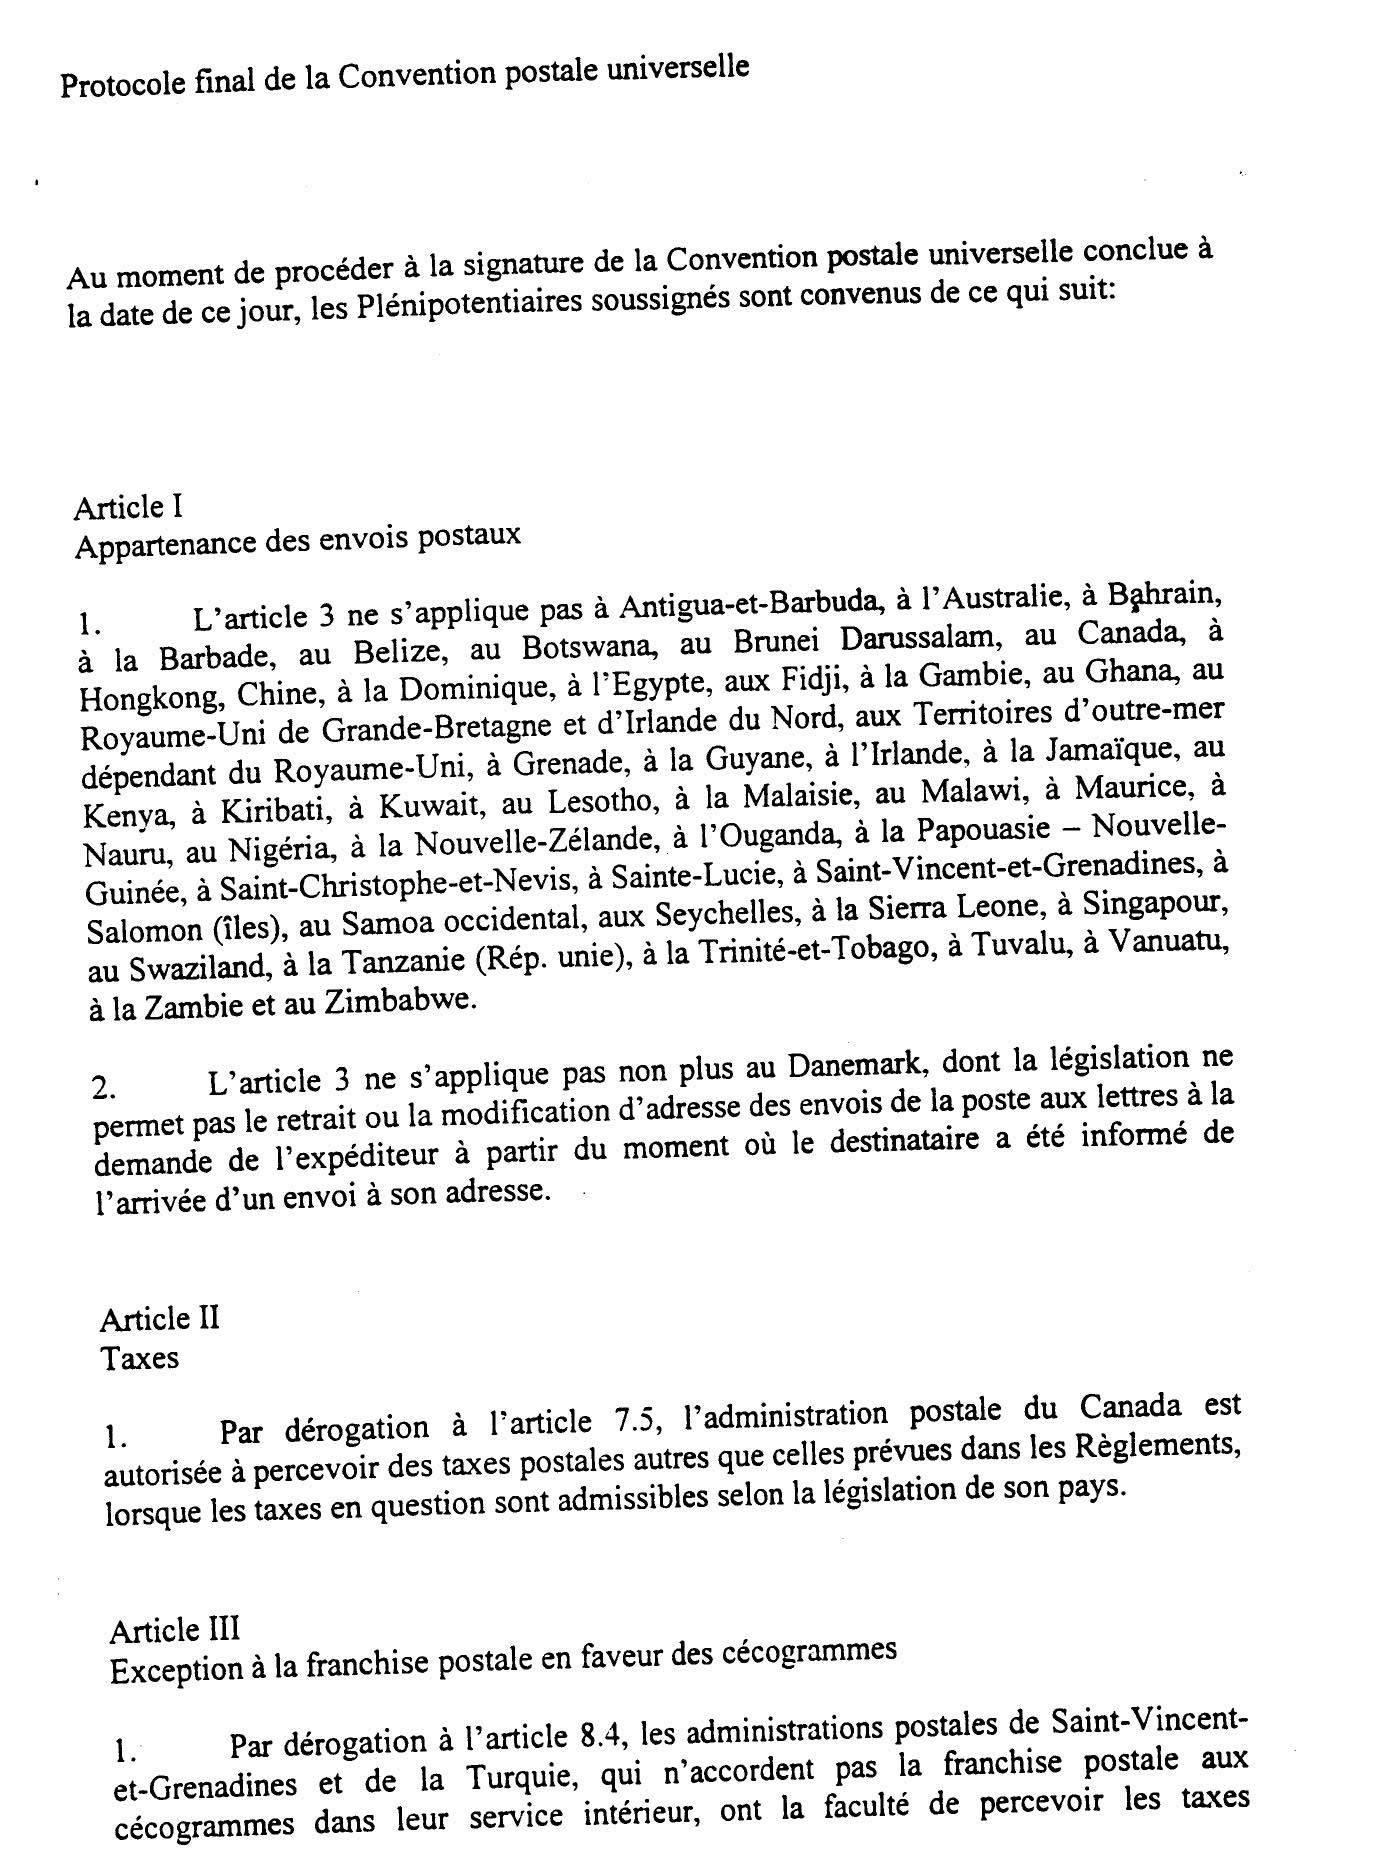 Protocole final de la Convention postale universelle
Au moment de procéder à la signature de la Convention postale universelle conclue à
la date de ce jour, les Plénipotentiaires soussignés sont convenus de ce qui suit:
Article I
Appartenance des envois postaux
1. L'article 3 ne s'applique pas à Antigua-et-Barbuda, à l'Australie, à Bahrain,
à la Barbade, au Belize, au Botswana, au Brunei Darussalam, au Canada, à
Hongkong, Chine, à la Dominique, à l'Egypte, aux Fidji, à la Gambie, au Ghana, au
Royaume-Uni de Grande-Bretagne et d'Irlande du Nord, aux Territoires d'outre-mer
dépendant du Royaume-Uni, à Grenade, à la Guyane, à l'Irlande, à la Jamaïque, au
Kenya, à Kiribati, à Kuwait, au Lesotho, à la Malaisie, au Malawi, à Maurice, à
Nauru, au Nigéria, à la Nouvelle-Zélande, à l'Ouganda, à la Papouasie – Nouvelle-
Guinée, à Saint-Christophe-et-Nevis, à Sainte-Lucie, à Saint-Vincent-et-Grenadines, à
Salomon (îles), au Samoa occidental, aux Seychelles, à la Sierra Leone, à Singapour,
au Swaziland, à la Tanzanie (Rép. unie), à la Trinité-et-Tobago, à Tuvalu, à Vanuatu,
à la Zambie et au Zimbabwe.
2. L'article 3 ne s'applique pas non plus au Danemark, dont la législation ne
permet pas le retrait ou la modification d'adresse des envois de la poste aux lettres à la
demande de l'expéditeur à partir du moment où le destinataire a été informé de
l'arrivée d'un envoi à son adresse.
Article II
Taxes
1. Par dérogation à l'article 7.5, l'administration postale du Canada est
autorisée à percevoir des taxes postales autres que celles prévues dans les Règlements,
lorsque les taxes en question sont admissibles selon la législation de son pays.
Article III
Exception à la franchise postale en faveur des cécogrammes
1. Par dérogation à l'article 8.4, les administrations postales de Saint-Vincent-
et-Grenadines et de la Turquie, qui n'accordent pas la franchise postale aux
cécogrammes dans leur service intérieur, ont la faculté de percevoir les taxes